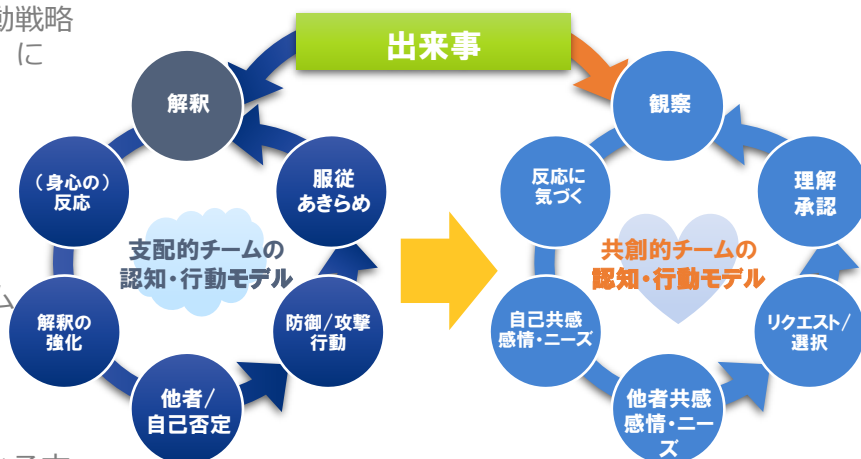 動戦略
に
出来事
解釈
観察
(身心の)
反応
服従
あきらめ
反応に
気づく
理解
承認
支配的チームの
認知・行動モデル
共創的チームの
認知・行動モデル
ム
解釈の
強化
防御/攻撃
行動
自己共感
感情・ニーズ
リクエスト/
選択
他者/
自己否定
他者共感
感情・ニー
ズ